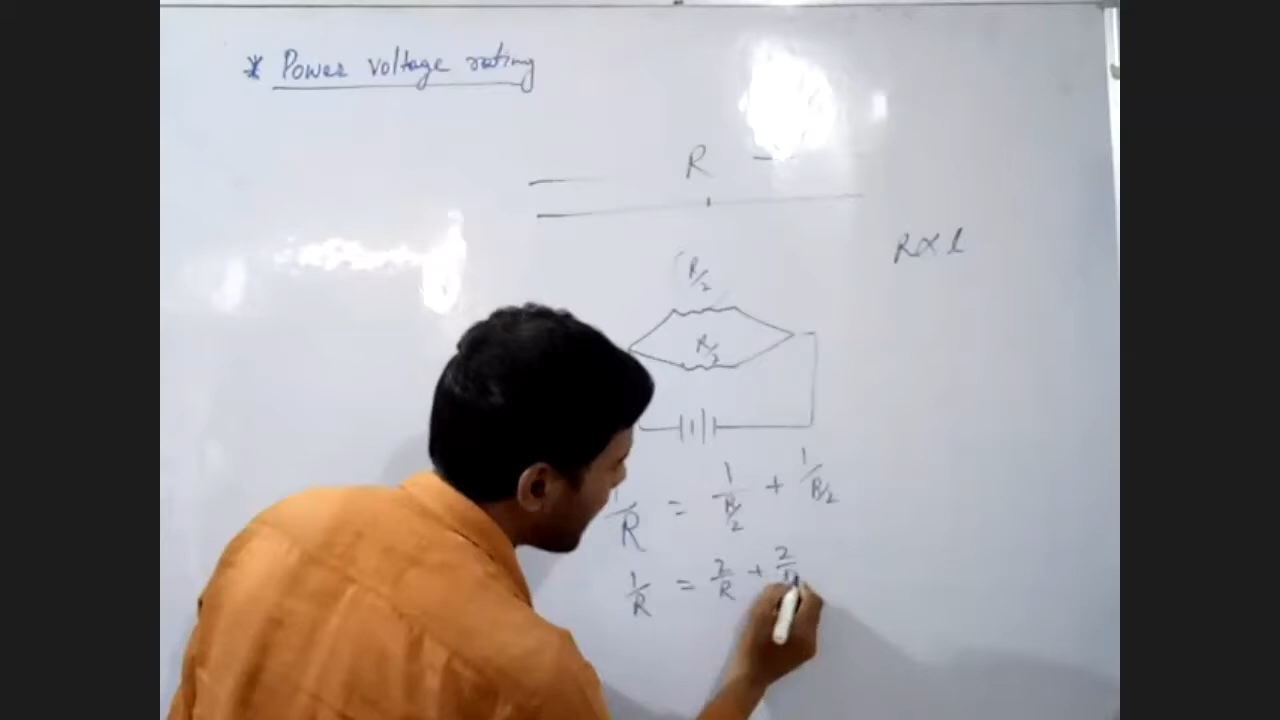 * Power voltage rating
R
R ∝ l
R/2
R/2
1/R = 1/R/2 + 1/R/2
1/R = 2/R + 2/R